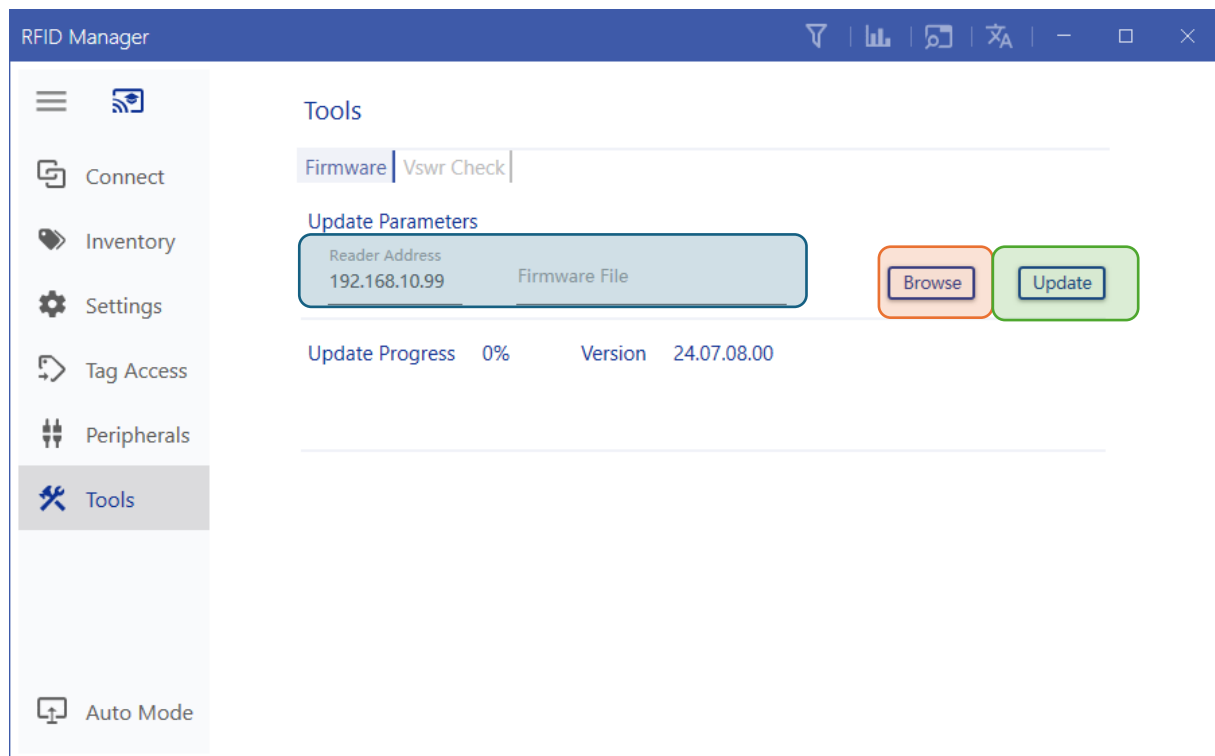 RFID Manager
Tools
Connect
Firmware Vswr Check
Update Parameters
Inventory
Reader Address
192.168.10.99
Firmware File
Browse
Update
Settings
Update Progress 0% Version 24.07.08.00
Tag Access
Peripherals
Tools
Auto Mode